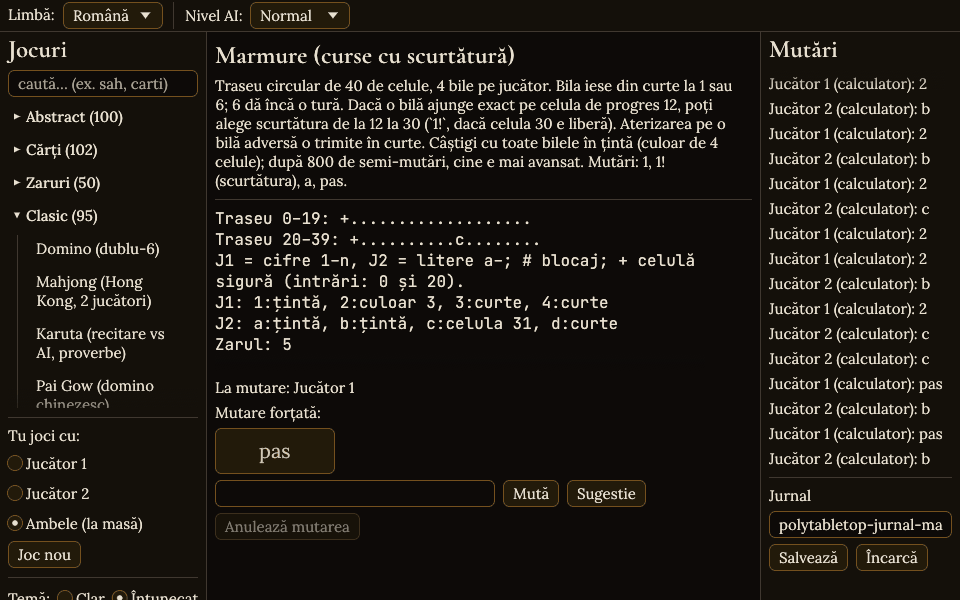 Limbă: Română ▼ Nivel AI: Normal ▼
Jocuri
caută... (ex. sah, carti)
▸ Abstract (100)
▸ Cărți (102)
▸ Zaruri (50)
▾ Clasic (95)
Domino (dublu-6)
Mahjong (Hong
Kong, 2 jucători)
Karuta (recitare vs
AI, proverbe)
Pai Gow (domino
chinezesc)
Tu joci cu:
Jucător 1
Jucător 2
Ambele (la masă)
Joc nou
Temă: Clar Întunecat
Marmure (curse cu scurtătură)
Traseu circular de 40 de celule, 4 bile pe jucător. Bila iese din curte la 1 sau
6; 6 dă încă o tură. Dacă o bilă ajunge exact pe celula de progres 12, poți
alege scurtătura de la 12 la 30 (`1!`, dacă celula 30 e liberă). Aterizarea pe o
bilă adversă o trimite în curte. Câștigi cu toate bilele în țintă (culoar de 4
celule); după 800 de semi-mutări, cine e mai avansat. Mutări: 1, 1!
(scurtătura), a, pas.
Traseu 0-19: +...................
Traseu 20-39: +..........c........
J1 = cifre 1-n, J2 = litere a-; # blocaj; + celulă
sigură (intrări: 0 și 20).
J1: 1:țintă, 2:culoar 3, 3:curte, 4:curte
J2: a:țintă, b:țintă, c:celula 31, d:curte
Zarul: 5
La mutare: Jucător 1
Mutare forțată:
pas
Mută Sugestie
Anulează mutarea
Mutări
Jucător 1 (calculator): 2
Jucător 2 (calculator): b
Jucător 1 (calculator): 2
Jucător 2 (calculator): b
Jucător 1 (calculator): 2
Jucător 2 (calculator): c
Jucător 1 (calculator): 2
Jucător 1 (calculator): 2
Jucător 2 (calculator): b
Jucător 1 (calculator): 2
Jucător 2 (calculator): c
Jucător 2 (calculator): c
Jucător 1 (calculator): pas
Jucător 2 (calculator): b
Jucător 1 (calculator): pas
Jucător 2 (calculator): b
Jurnal
polytabletop-jurnal-ma
Salvează Încarcă